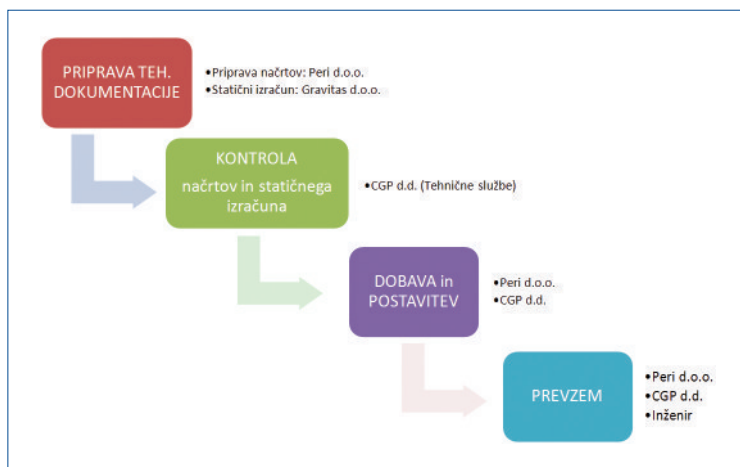 PRIPRAVA TEH.
DOKUMENTACIJE
•Priprava načrtov: Peri d.o.o.
•Statični izračun: Gravitas d.o.o.
KONTROLA
načrtov in statičnega
izračuna
•CGP d.d. (Tehnične službe)
DOBAVA in
POSTAVITEV
•Peri d.o.o.
•CGP d.d.
PREVZEM
•Peri d.o.o.
•CGP d.d.
•Inženir